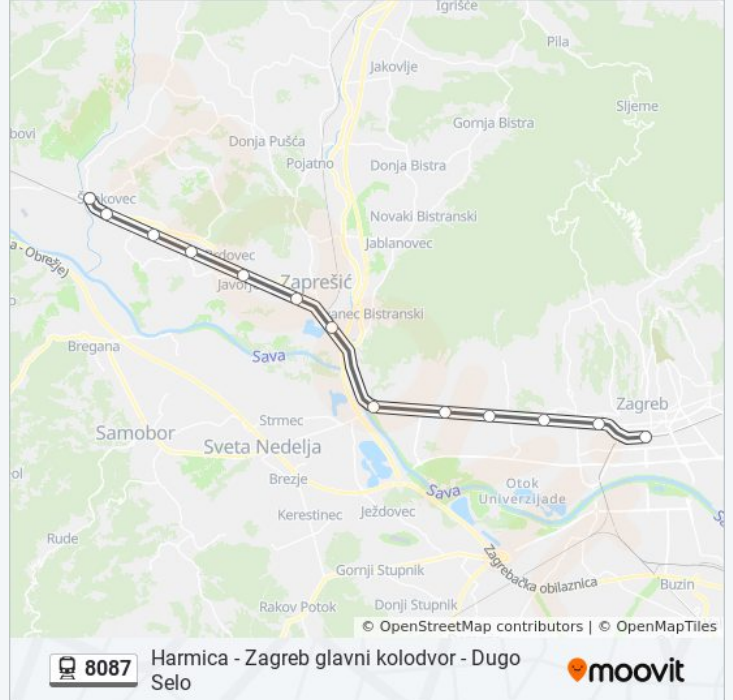 Igrišće
Pila
Jakovlje
Sljeme
bovi
Gornja Bistra
Donja Pušća
Pojatno
Donja Bistra
Novaki Bistranski
Jablanovec
a - Obrežje)
Zaprešić
Bregana
Sava
Zagreb
Strmec
Samobor
Sveta Nedelja
Brezje
Otok
Univerzijade
Sava
Kerestinec
Ježdovec
Rude
Zagrebačka obilaznica
Gornji Stupnik
Buzin
Rakov Potok
Donji Stupnik
© OpenStreetMap contributors | © OpenMapTiles
8087
Harmica - Zagreb glavni kolodvor - Dugo
Selo
moovit